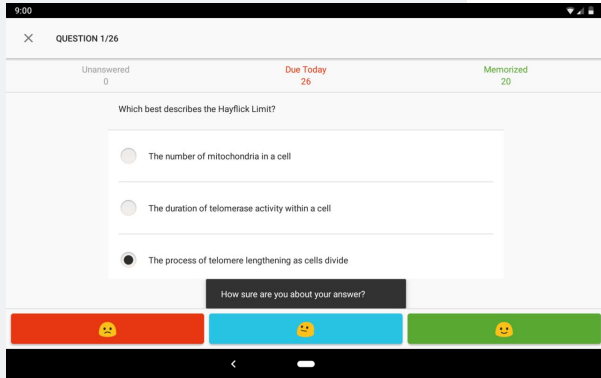 9:00
QUESTION 1/26
Unanswered
0
Due Today
26
Memorized
20
Which best describes the Hayflick Limit?
The number of mitochondria in a cell
The duration of telomerase activity within a cell
The process of telomere lengthening as cells divide
How sure are you about your answer?